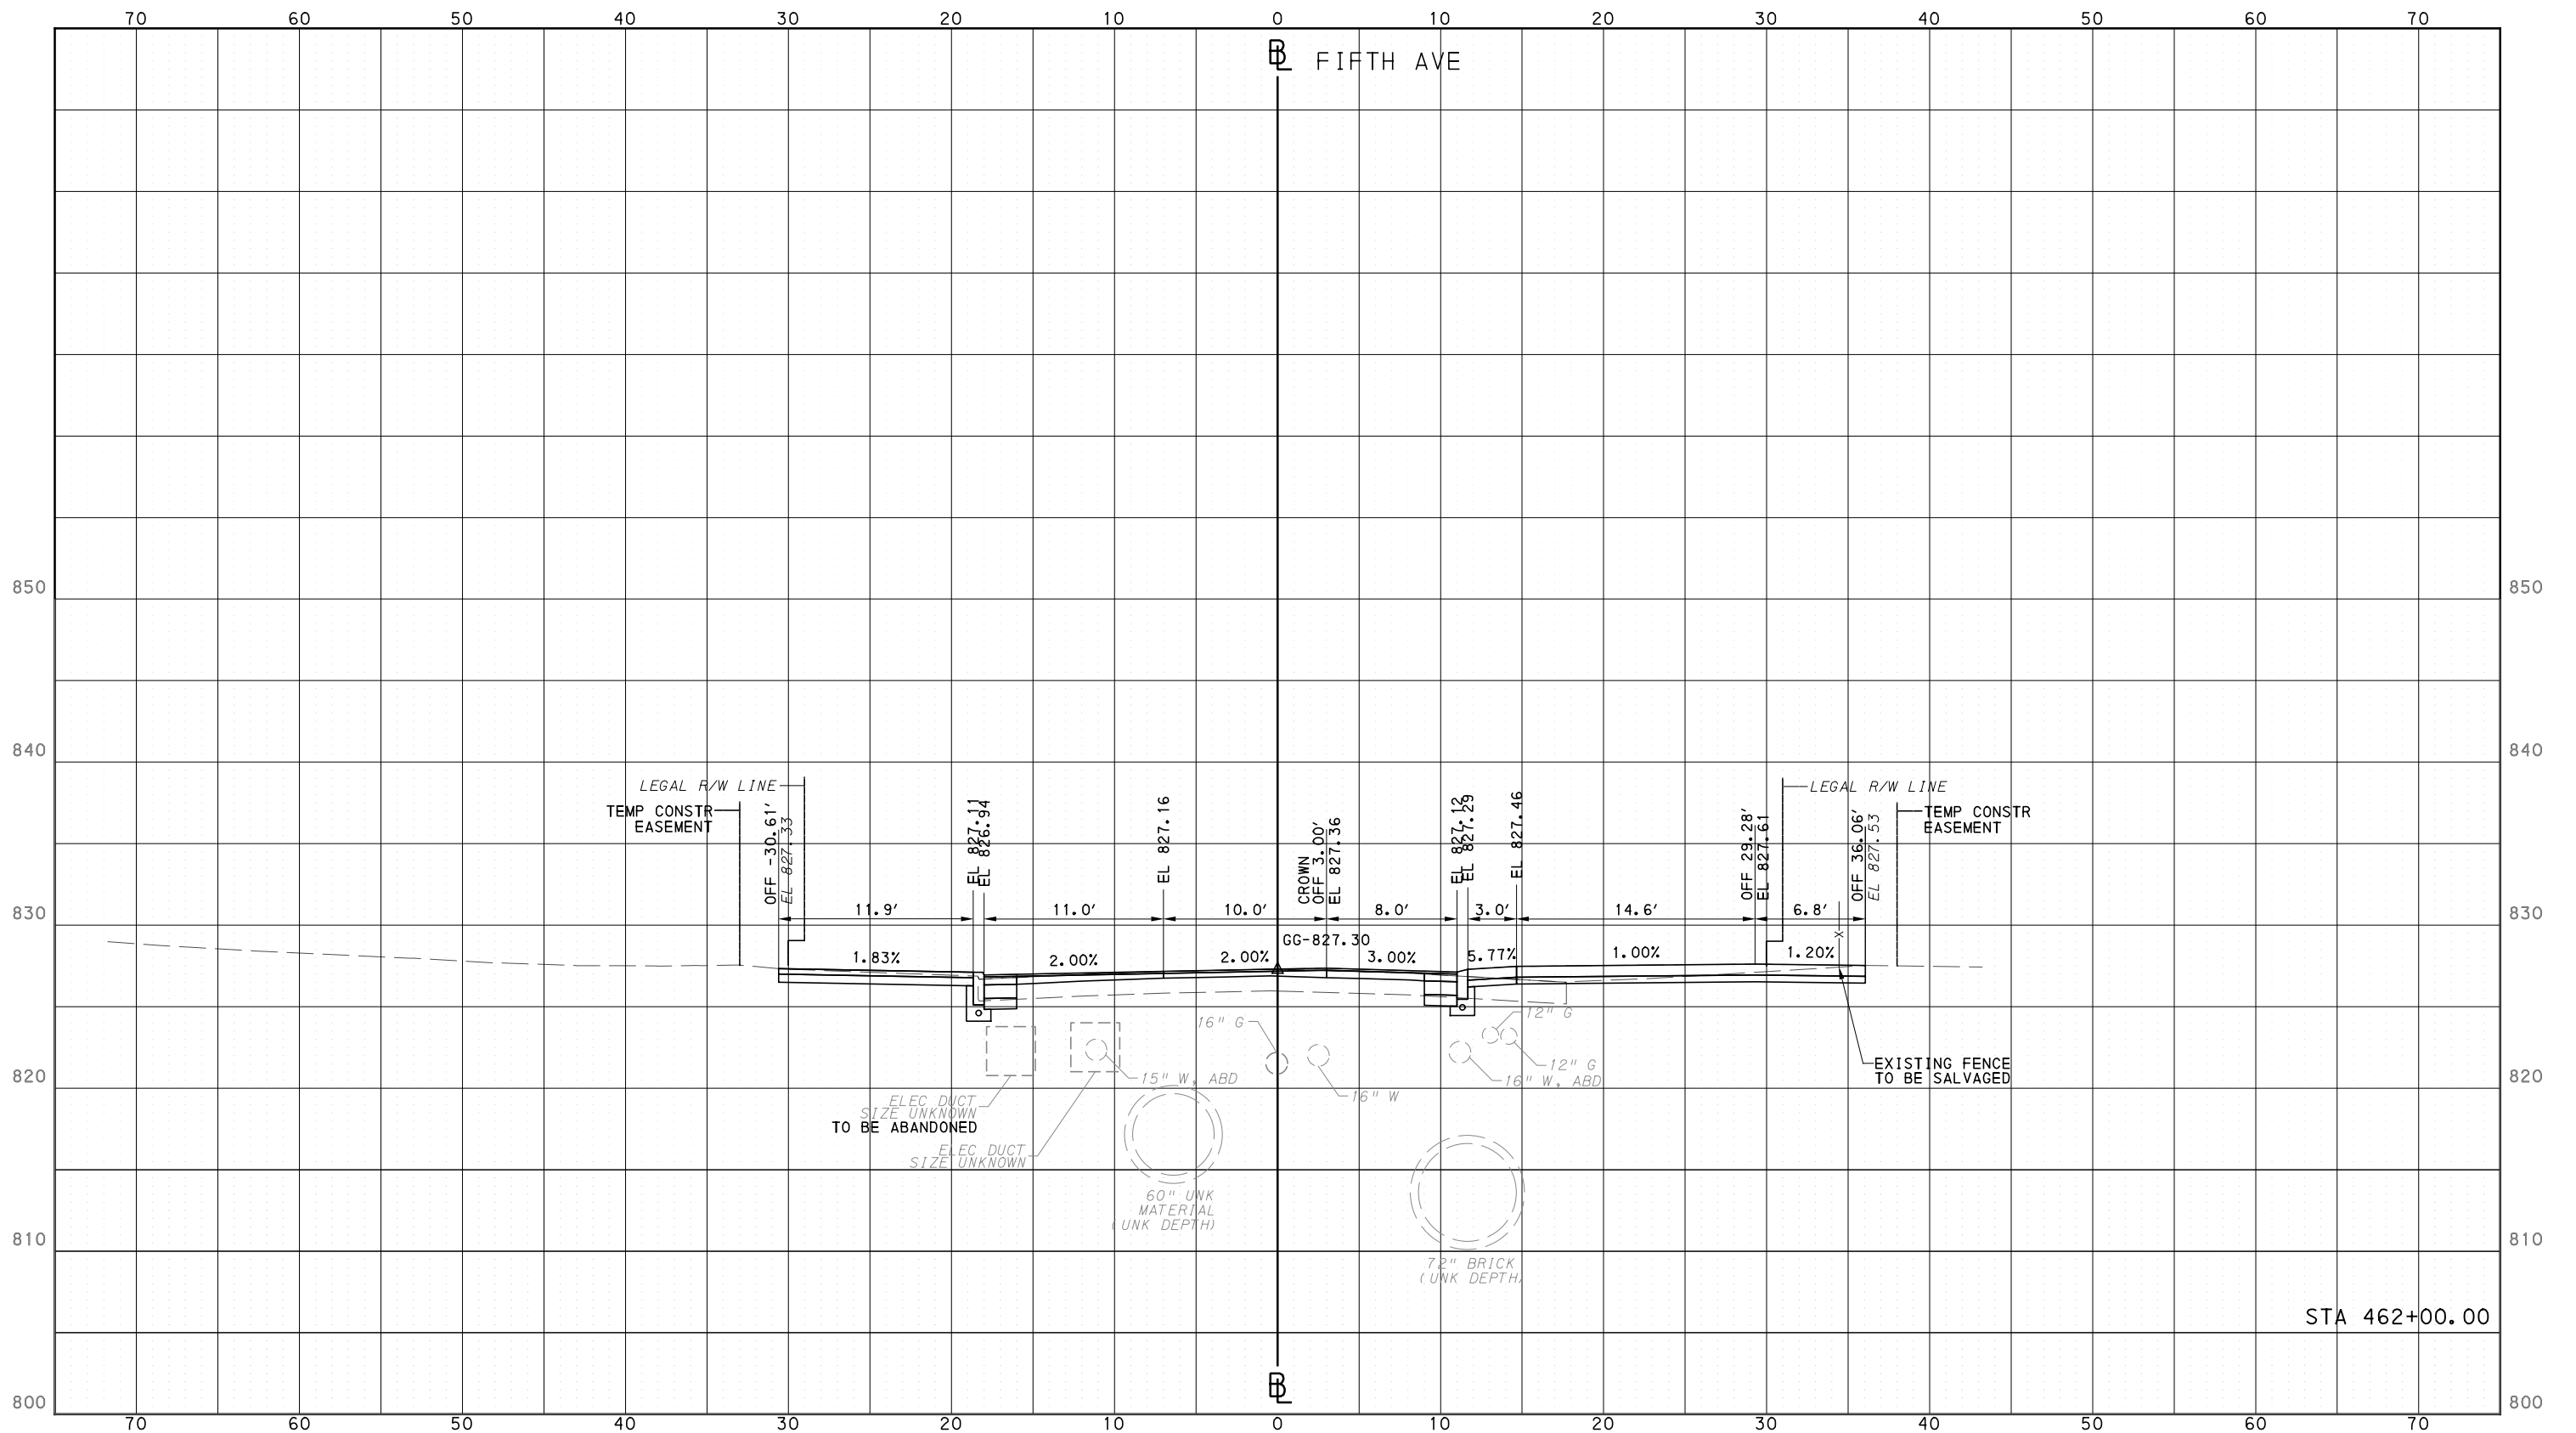 70 60 50 40 30 20 10 0 10 20 30 40 50 60 70
BL FIFTH AVE
850 850
840 840
LEGAL R/W LINE
TEMP CONSTR
EASEMENT
OFF -30.61'
EL 827.33
EL 827.11
EL 826.94
EL 827.16
CROWN
OFF 3.00'
EL 827.36
EL 827.12
EL 827.29
EL 827.46
OFF 29.28'
EL 827.61
LEGAL R/W LINE
OFF 36.06'
EL 827.53
TEMP CONSTR
EASEMENT
830 830
11.9' 11.0' 10.0' 8.0' 3.0' 14.6' 6.8'
GG-827.30
X
1.83% 2.00% 2.00% 3.00% 5.77% 1.00% 1.20%
16" G
12" G
12" G
16" W, ABD
15" W, ABD
16" W
EXISTING FENCE
TO BE SALVAGED
820 820
ELEC DUCT
SIZE UNKNOWN
TO BE ABANDONED
ELEC DUCT
SIZE UNKNOWN
60" UNK
MATERIAL
(UNK DEPTH)
810 810
72" BRICK
(UNK DEPTH)
STA 462+00.00
BL
800 800
70 60 50 40 30 20 10 0 10 20 30 40 50 60 70